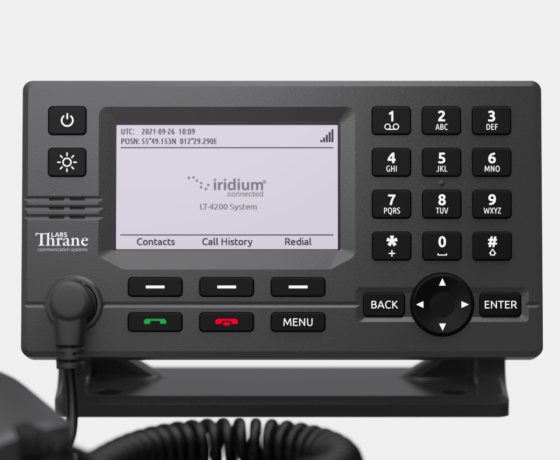 UTC: 2021-09-26 10:09
POSN: 55°49.153N 012°29.290E
iridium®
connected
LT-4200 System
Contacts Call History Redial
LARS
Thrane
communication systems
MENU
1
2 ABC
3 DEF
4 GHI
5 JKL
6 MNO
7 PQRS
8 TUV
9 WXYZ
* +
0
#
BACK
ENTER